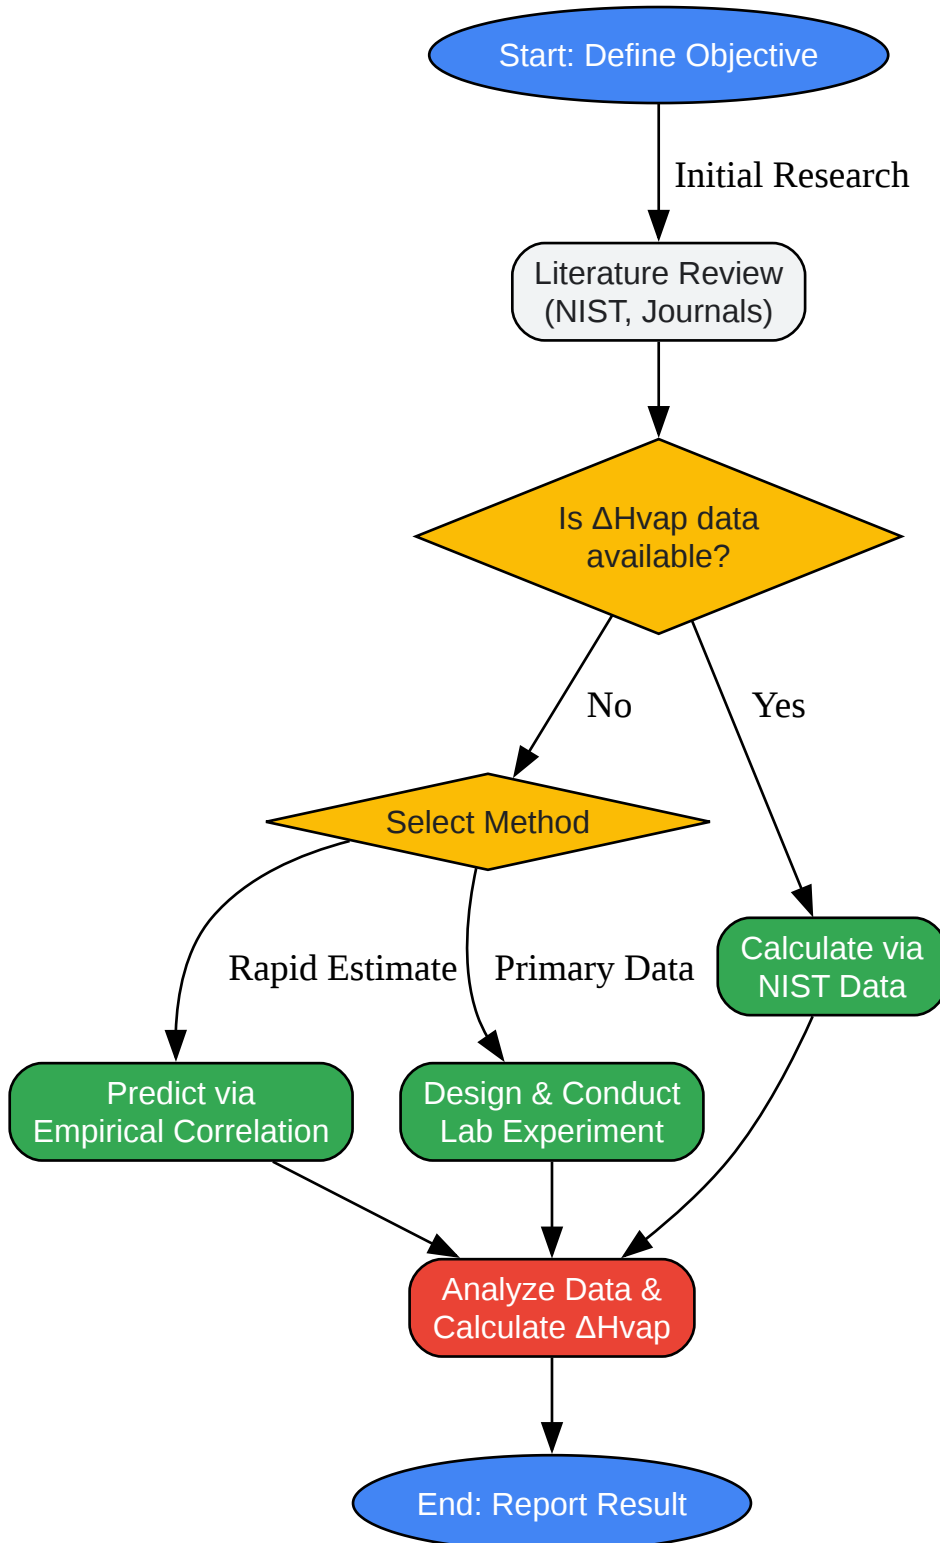 Start: Define Objective
Initial Research
Literature Review
(NIST, Journals)
Is ΔHvap data
available?
No
Yes
Select Method
Rapid Estimate
Primary Data
Calculate via
NIST Data
Predict via
Empirical Correlation
Design & Conduct
Lab Experiment
Analyze Data &
Calculate ΔHvap
End: Report Result